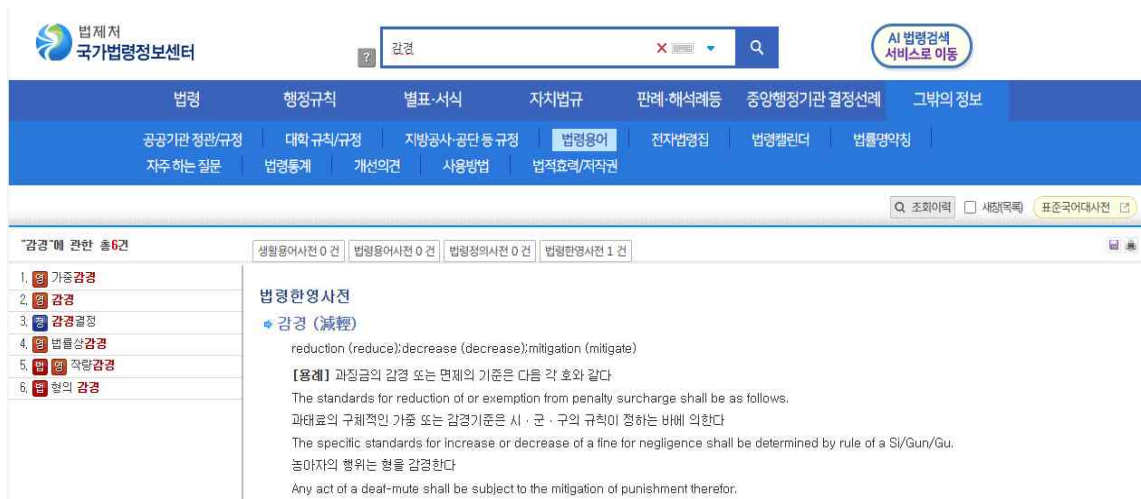 법제처
국가법령정보센터
?
감경
AI 법령검색
서비스로 이동
법령 행정규칙 별표·서식 자치법규 판례·해석례등 중앙행정기관 결정선례 그밖의 정보
공공기관 정관/규정 대학 규칙/규정 지방공사·공단 등 규정 법령용어 전자법령집 법령캘린더 법률명약칭
자주 하는 질문 법령통계 개선의견 사용방법 법적효력/저작권
조회이력 새창(목록) 표준국어대사전
"감경"에 관한 총6건
생활용어사전 0 건 법령용어사전 0 건 법령정의사전 0 건 법령한영사전 1 건
1. 영 가중감경
2. 영 감경
3. 정 감경결정
4. 영 법률상감경
5. 법 영 작량감경
6. 법 형의 감경
법령한영사전
감경 (減輕)
reduction (reduce);decrease (decrease);mitigation (mitigate)
[용례] 과징금의 감경 또는 면제의 기준은 다음 각 호와 같다
The standards for reduction of or exemption from penalty surcharge shall be as follows.
과태료의 구체적인 가중 또는 감경기준은 시 · 군 · 구의 규칙이 정하는 바에 의한다
The specific standards for increase or decrease of a fine for negligence shall be determined by rule of a Si/Gun/Gu.
농아자의 행위는 형을 감경한다
Any act of a deaf-mute shall be subject to the mitigation of punishment therefor.